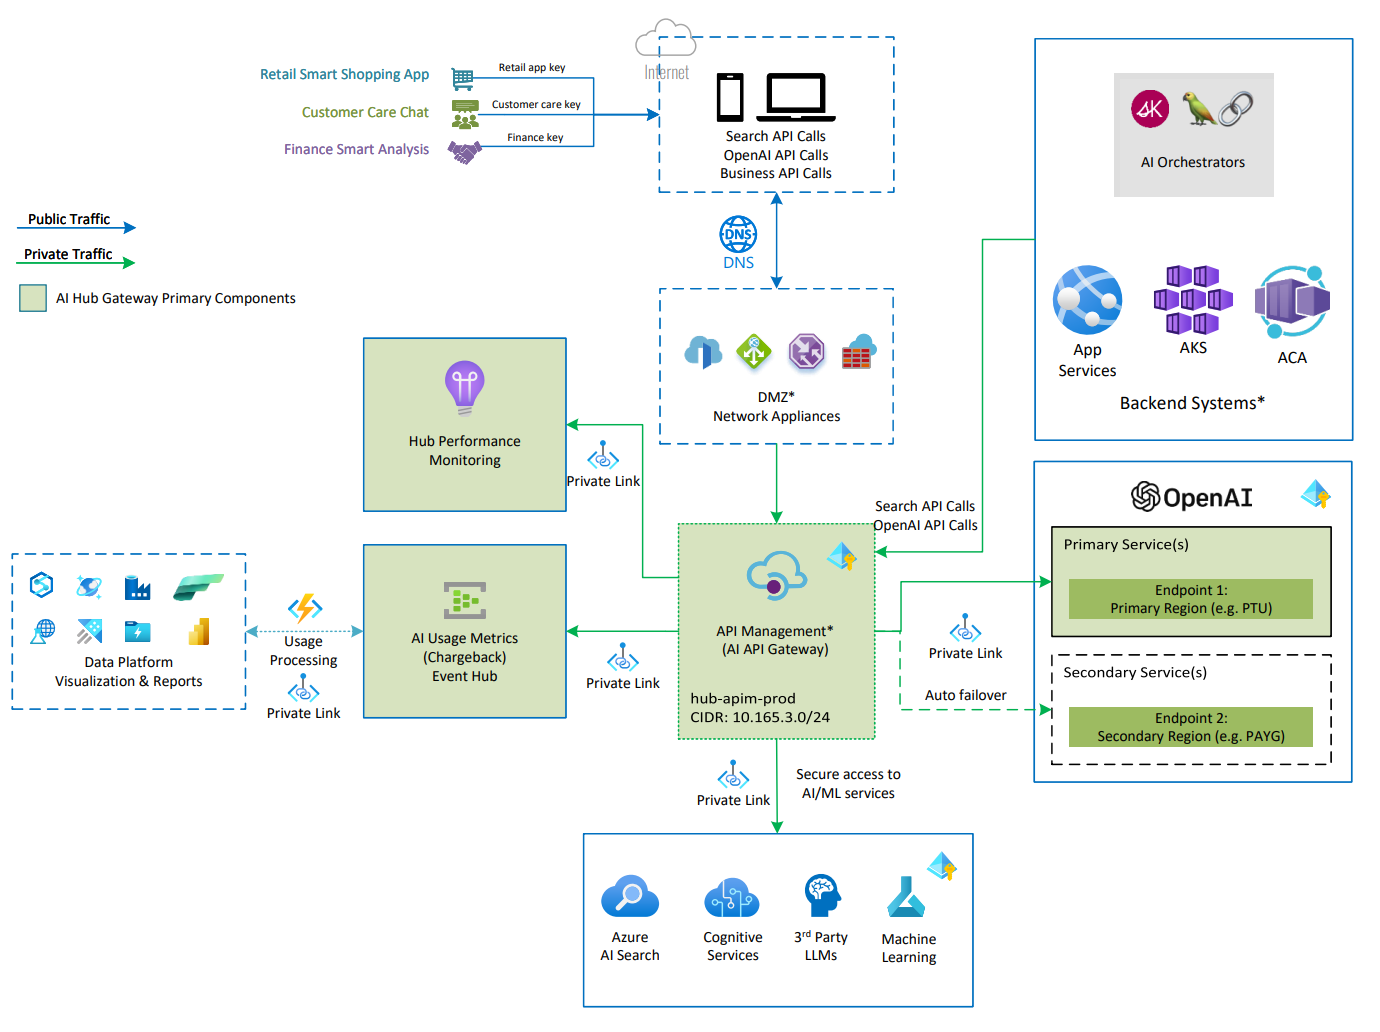 Internet
Retail Smart Shopping App
Retail app key
Customer Care Chat
Customer care key
Finance Smart Analysis
Finance key
Search API Calls
OpenAI API Calls
Business API Calls
AI Orchestrators
Public Traffic
Private Traffic
AI Hub Gateway Primary Components
DNS
DNS
App
Services
AKS
ACA
Backend Systems*
DMZ*
Network Appliances
Hub Performance
Monitoring
Private Link
Search API Calls
OpenAI API Calls
OpenAI
Primary Service(s)
Endpoint 1:
Primary Region (e.g. PTU)
Secondary Service(s)
Endpoint 2:
Secondary Region (e.g. PAYG)
Private Link
Auto failover
API Management*
(AI API Gateway)
hub-apim-prod
CIDR: 10.165.3.0/24
AI Usage Metrics
(Chargeback)
Event Hub
Private Link
Usage
Processing
Private Link
Data Platform
Visualization & Reports
Private Link
Secure access to
AI/ML services
Azure
AI Search
Cognitive
Services
3rd Party
LLMs
Machine
Learning